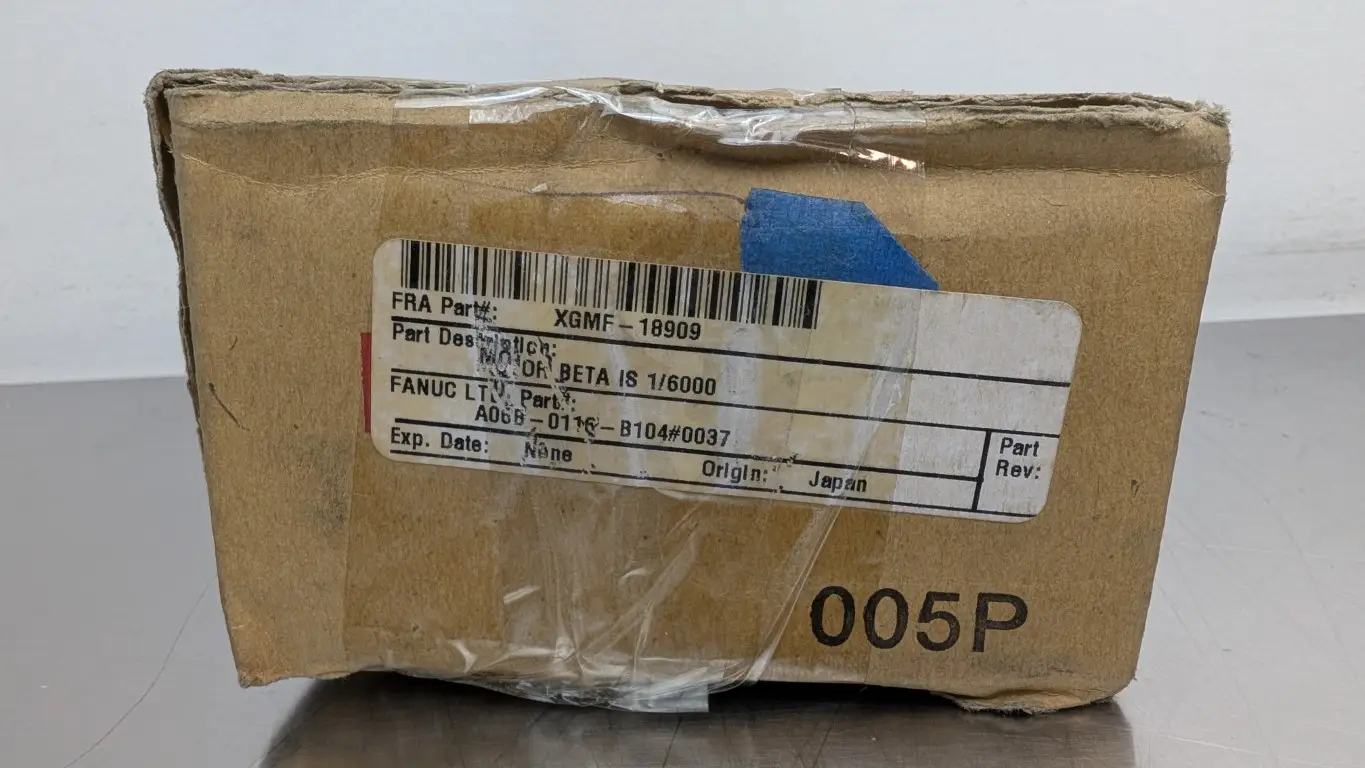 FRA Part#: XGMF-18909
Part Description:
MOTOR BETA IS 1/6000
FANUC LTD. Part#:
A06B-0116-B104#0037
Exp. Date: None Origin: Japan
Part
Rev:
005P